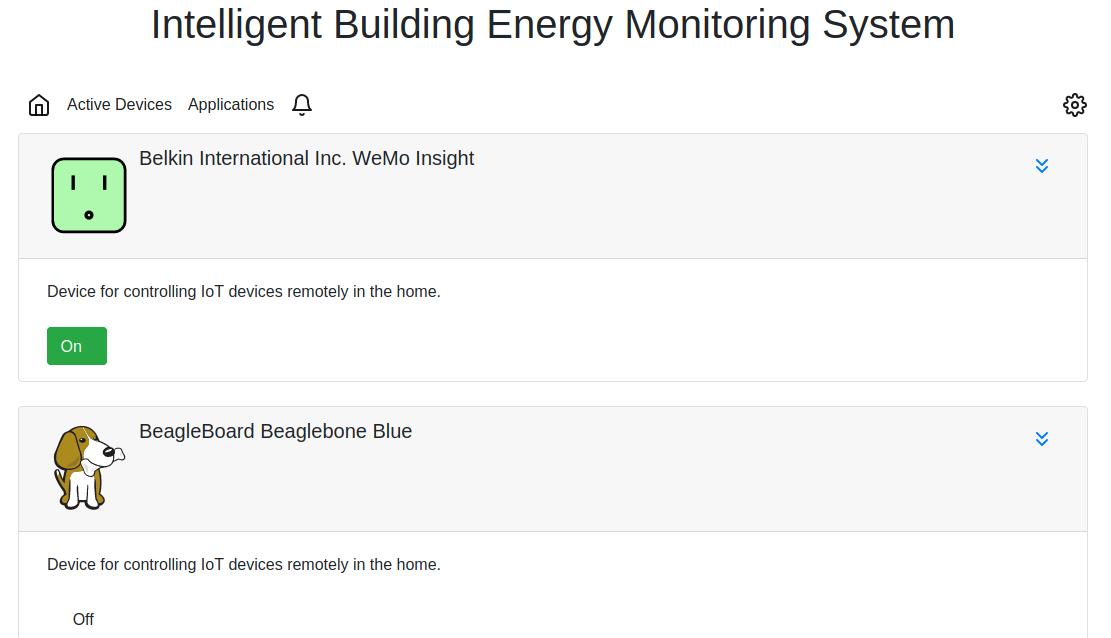 Intelligent Building Energy Monitoring System
Active Devices Applications
Belkin International Inc. WeMo Insight
Device for controlling IoT devices remotely in the home.
On
BeagleBoard Beaglebone Blue
Device for controlling IoT devices remotely in the home.
Off